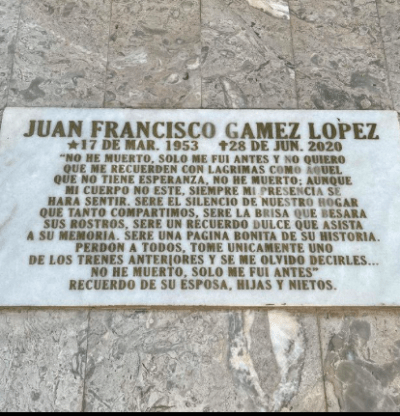 JUAN FRANCISCO GAMEZ LOPEZ
★17 DE MAR. 1953 ✝28 DE JUN. 2020
"NO HE MUERTO, SOLO ME FUI ANTES Y NO QUIERO
QUE ME RECUERDEN CON LAGRIMAS COMO AQUEL
QUE NO TIENE ESPERANZA, NO HE MUERTO; AUNQUE
MI CUERPO NO ESTE, SIEMPRE MI PRESENCIA SE
HARA SENTIR. SERE EL SILENCIO DE NUESTRO HOGAR
QUE TANTO COMPARTIMOS, SERE LA BRISA QUE BESARA
SUS ROSTROS, SERE UN RECUERDO DULCE QUE ASISTA
A SU MEMORIA. SERE UNA PAGINA BONITA DE SU HISTORIA.
PERDON A TODOS, TOME UNICAMENTE UNO
DE LOS TRENES ANTERIORES Y SE ME OLVIDO DECIRLES...
NO HE MUERTO, SOLO ME FUI ANTES"
RECUERDO DE SU ESPOSA, HIJAS Y NIETOS.